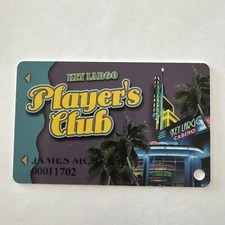 KEY LARGO
Player's
Club
KEY LARGO
CASINO
JAMES
00011702